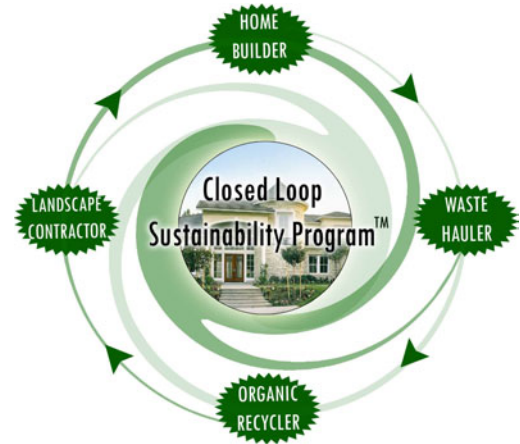 HOME
BUILDER
LANDSCAPE
CONTRACTOR
Closed Loop
Sustainability Program™
WASTE
HAULER
ORGANIC
RECYCLER